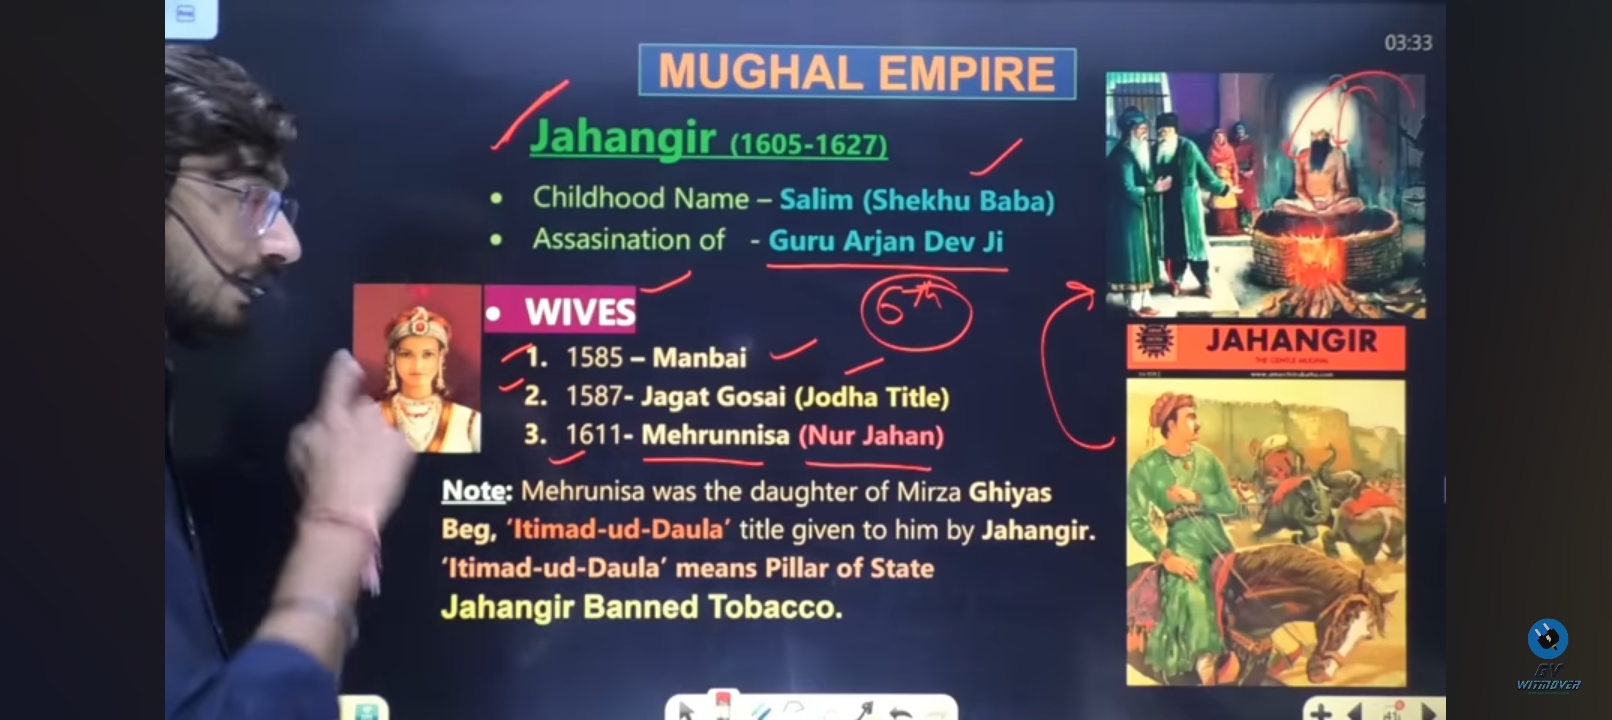 03:33
MUGHAL EMPIRE
Jahangir (1605-1627)
• Childhood Name – Salim (Shekhu Baba)
• Assasination of - Guru Arjan Dev Ji
• WIVES
1. 1585 – Manbai
2. 1587- Jagat Gosai (Jodha Title)
3. 1611- Mehrunnisa (Nur Jahan)
Note: Mehrunisa was the daughter of Mirza Ghiyas
Beg, ‘Itimad-ud-Daula’ title given to him by Jahangir.
‘Itimad-ud-Daula’ means Pillar of State
Jahangir Banned Tobacco.
JAHANGIR
THE GENTLE MUGHAL
GY
WITMOVER